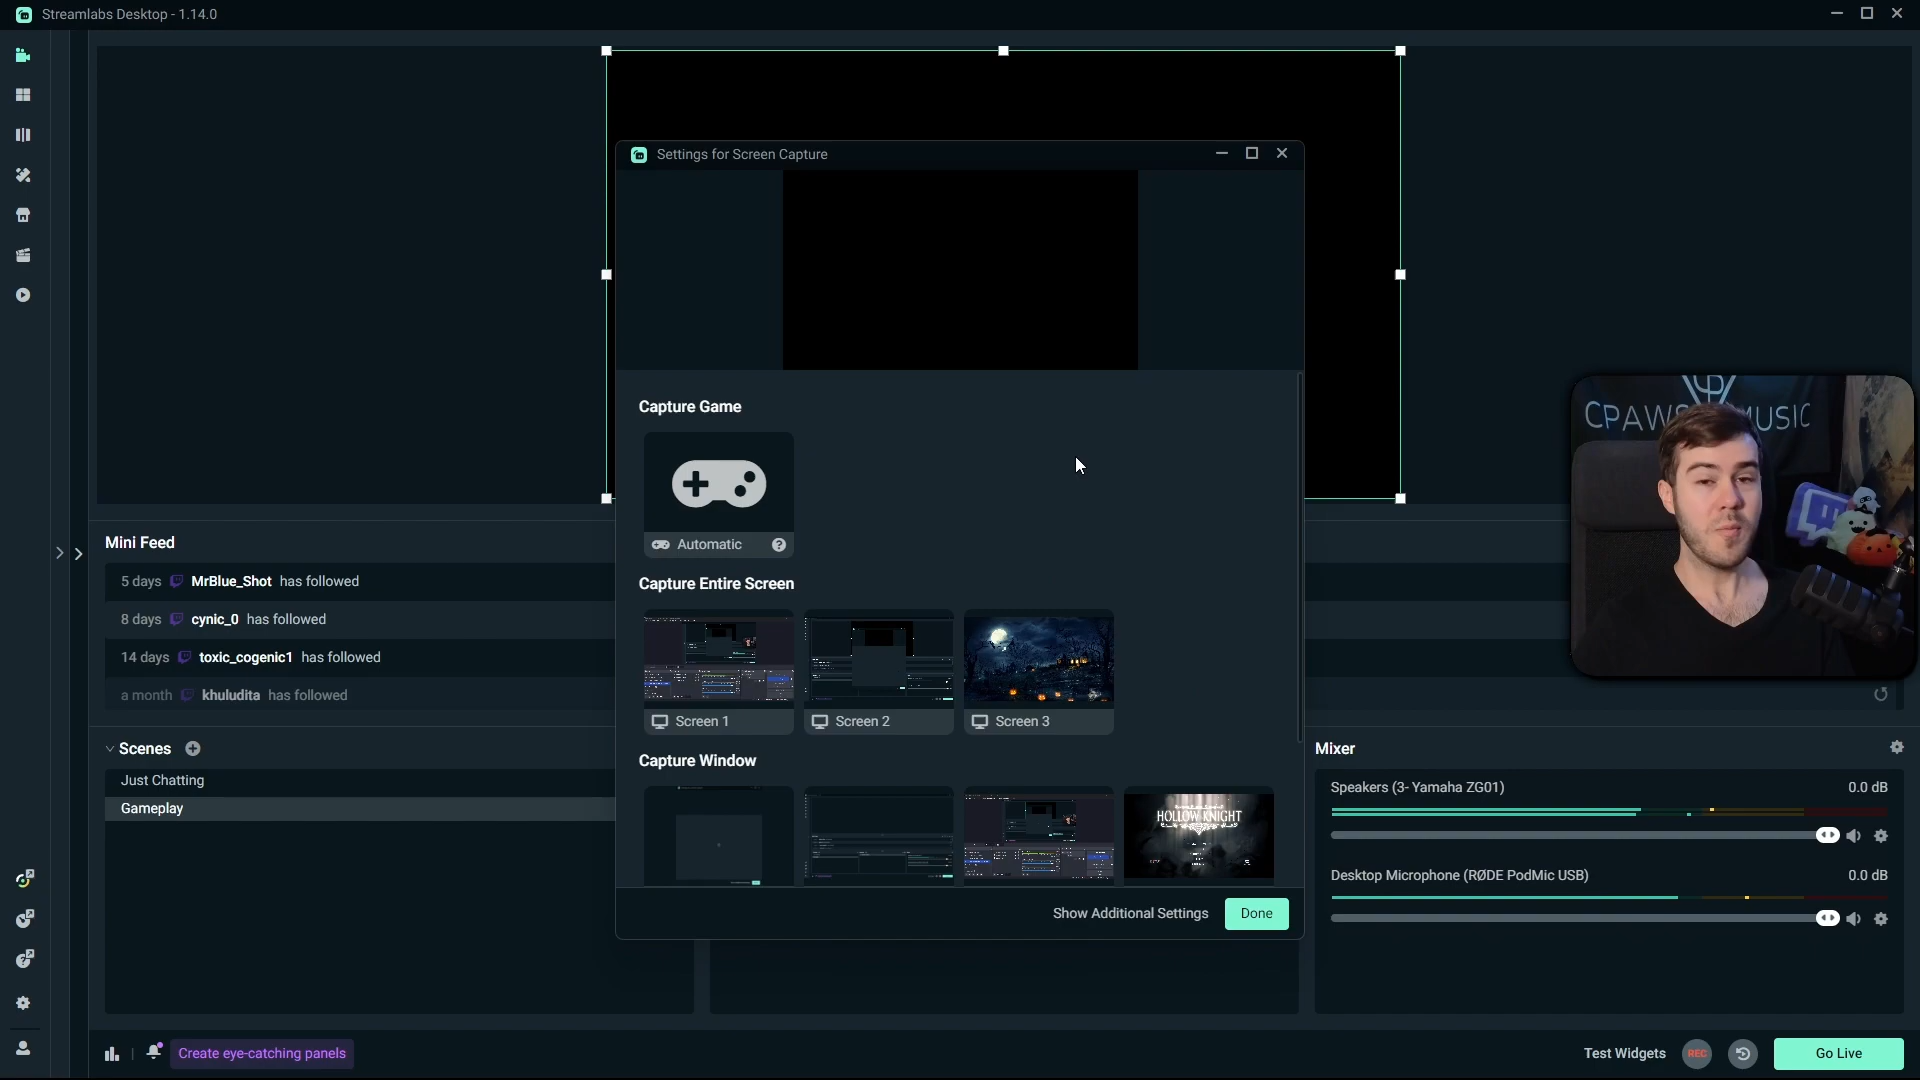 Streamlabs Desktop - 1.14.0
Settings for Screen Capture
CPAWS MUSIC
Capture Game
Automatic
?
Capture Entire Screen
Screen 1
Screen 2
Screen 3
Capture Window
HOLLOW KNIGHT
Show Additional Settings
Done
Mini Feed
5 days MrBlue_Shot has followed
8 days cynic_0 has followed
14 days toxic_cogenic1 has followed
a month khuludita has followed
Scenes
Just Chatting
Gameplay
Mixer
Speakers (3- Yamaha ZG01) 0.0 dB
Desktop Microphone (RØDE PodMic USB) 0.0 dB
Create eye-catching panels
Test Widgets
REC
Go Live